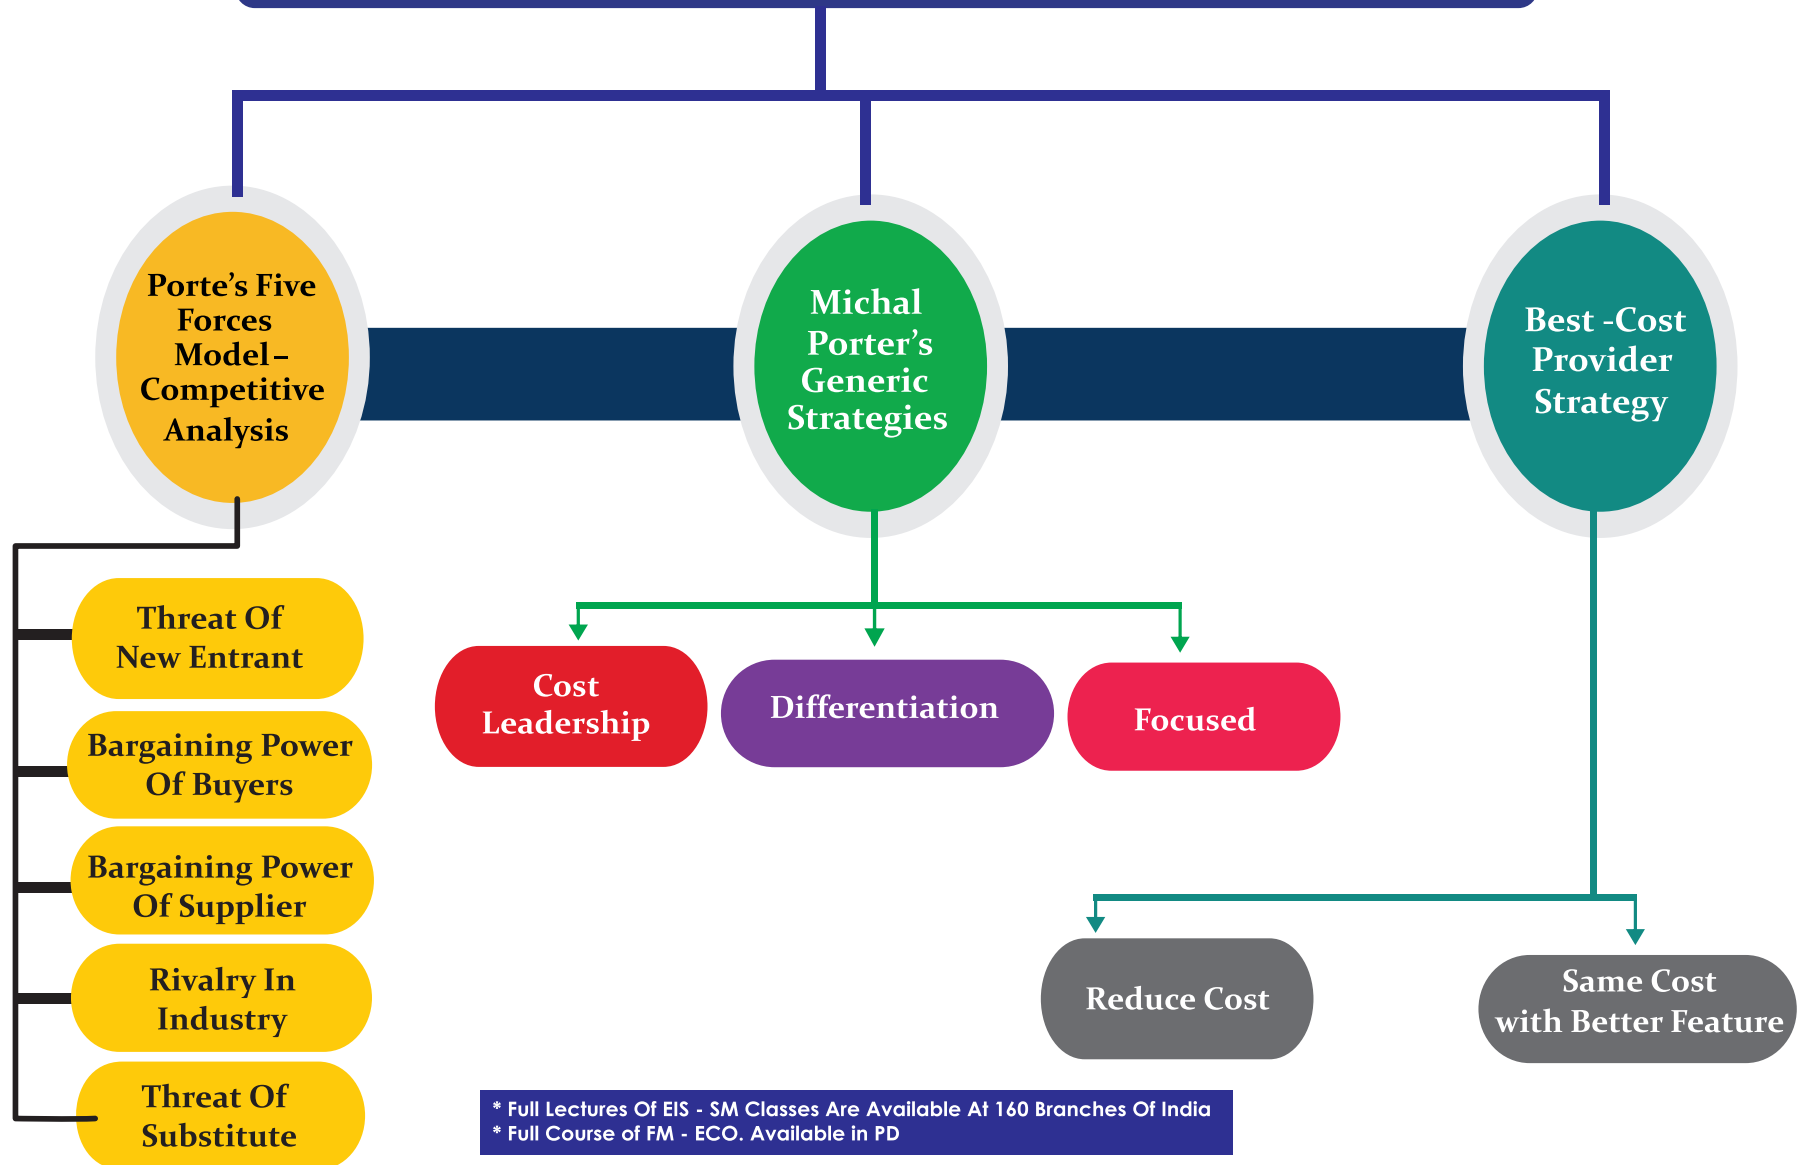 Porte’s Five
Forces
Model –
Competitive
Analysis
Michal
Porter’s
Generic
Strategies
Best -Cost
Provider
Strategy
Threat Of
New Entrant
Bargaining Power
Of Buyers
Bargaining Power
Of Supplier
Rivalry In
Industry
Threat Of
Substitute
Cost
Leadership
Differentiation
Focused
Reduce Cost
Same Cost
with Better Feature
* Full Lectures Of EIS - SM Classes Are Available At 160 Branches Of India
* Full Course of FM - ECO. Available in PD